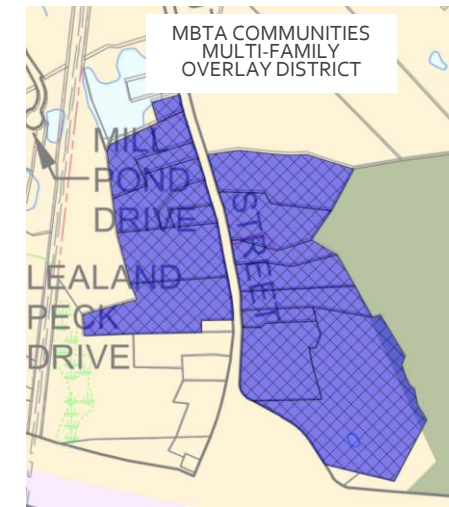 MBTA COMMUNITIES
MULTI-FAMILY
OVERLAY DISTRICT
MILL
POND
DRIVE
STREET
LEALAND
PECK
DRIVE